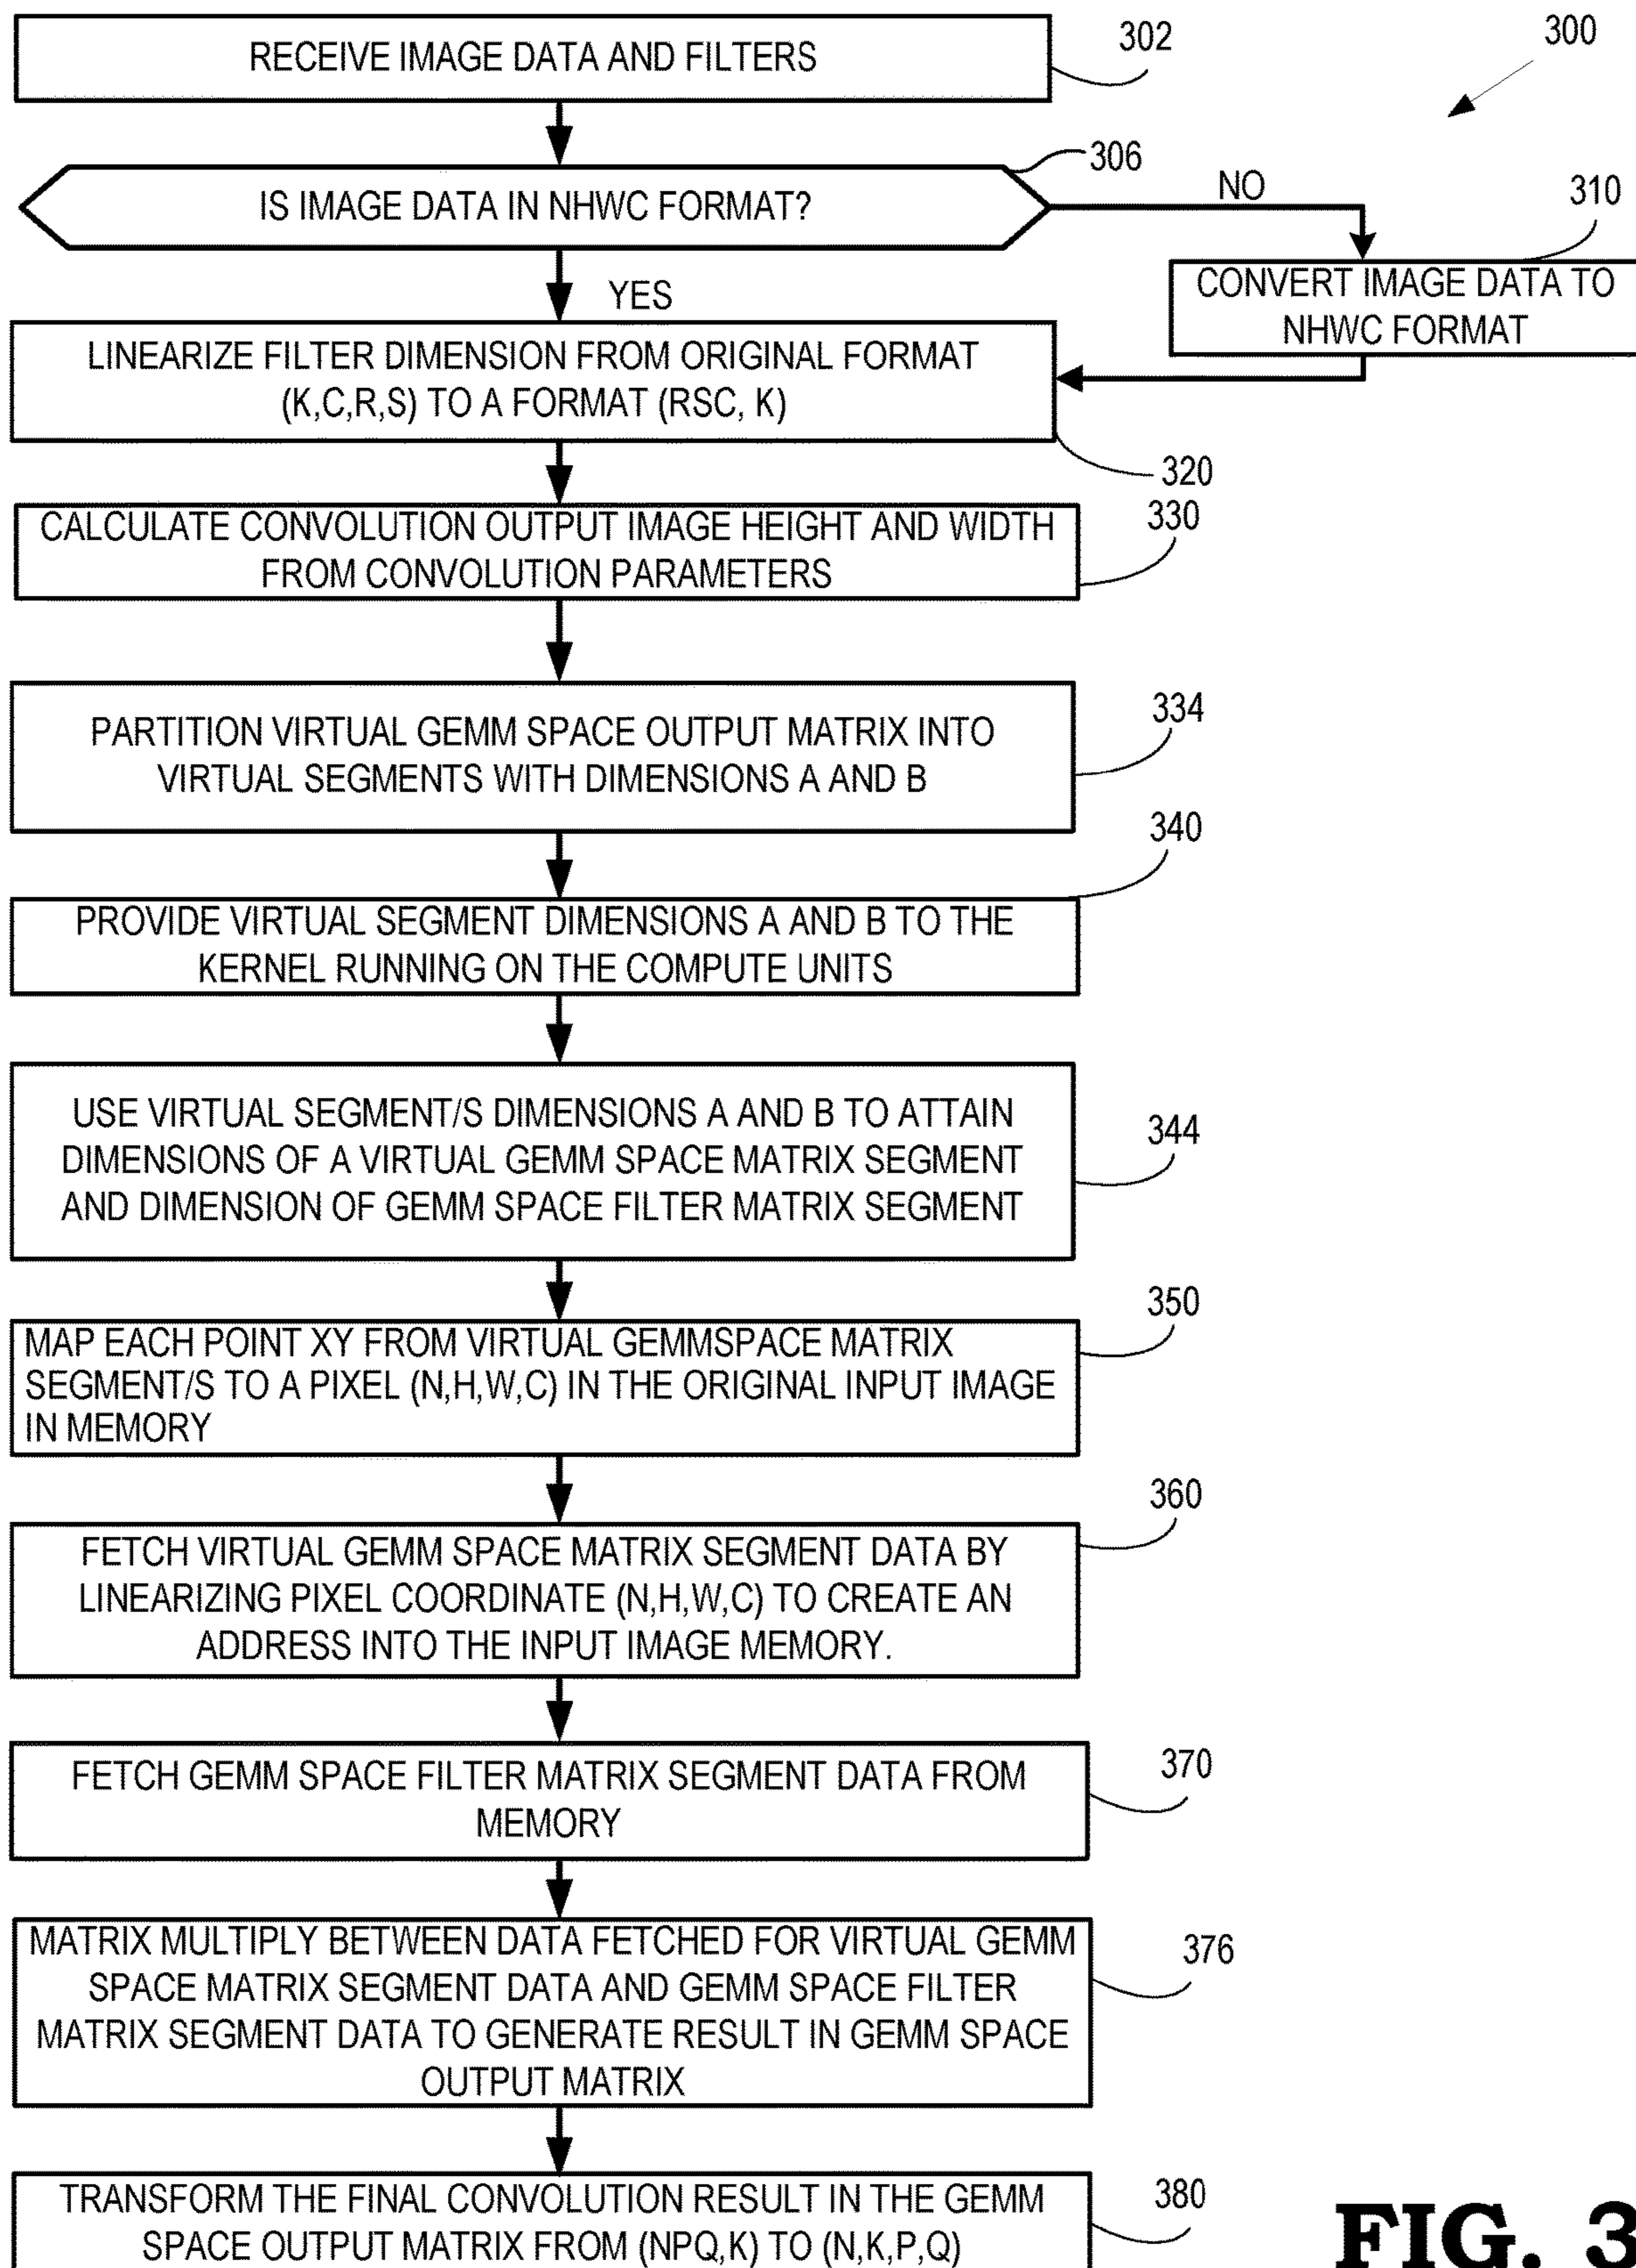 RECEIVE IMAGE DATA AND FILTERS
302
300
IS IMAGE DATA IN NHWC FORMAT?
306
NO
310
CONVERT IMAGE DATA TO
NHWC FORMAT
YES
LINEARIZE FILTER DIMENSION FROM ORIGINAL FORMAT
(K,C,R,S) TO A FORMAT (RSC, K)
320
CALCULATE CONVOLUTION OUTPUT IMAGE HEIGHT AND WIDTH
FROM CONVOLUTION PARAMETERS
330
PARTITION VIRTUAL GEMM SPACE OUTPUT MATRIX INTO
VIRTUAL SEGMENTS WITH DIMENSIONS A AND B
334
PROVIDE VIRTUAL SEGMENT DIMENSIONS A AND B TO THE
KERNEL RUNNING ON THE COMPUTE UNITS
340
USE VIRTUAL SEGMENT/S DIMENSIONS A AND B TO ATTAIN
DIMENSIONS OF A VIRTUAL GEMM SPACE MATRIX SEGMENT
AND DIMENSION OF GEMM SPACE FILTER MATRIX SEGMENT
344
MAP EACH POINT XY FROM VIRTUAL GEMMSPACE MATRIX
SEGMENT/S TO A PIXEL (N,H,W,C) IN THE ORIGINAL INPUT IMAGE
IN MEMORY
350
FETCH VIRTUAL GEMM SPACE MATRIX SEGMENT DATA BY
LINEARIZING PIXEL COORDINATE (N,H,W,C) TO CREATE AN
ADDRESS INTO THE INPUT IMAGE MEMORY.
360
FETCH GEMM SPACE FILTER MATRIX SEGMENT DATA FROM
MEMORY
370
MATRIX MULTIPLY BETWEEN DATA FETCHED FOR VIRTUAL GEMM
SPACE MATRIX SEGMENT DATA AND GEMM SPACE FILTER
MATRIX SEGMENT DATA TO GENERATE RESULT IN GEMM SPACE
OUTPUT MATRIX
376
TRANSFORM THE FINAL CONVOLUTION RESULT IN THE GEMM
SPACE OUTPUT MATRIX FROM (NPQ,K) TO (N,K,P,Q)
380
FIG. 3